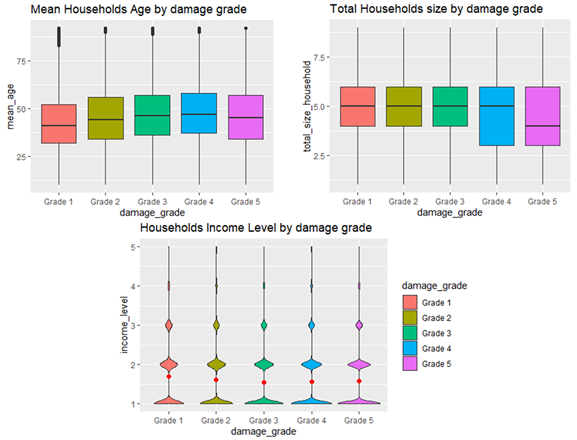 Mean Households Age by damage grade
mean_age
75
50
25
Grade 1 Grade 2 Grade 3 Grade 4 Grade 5
damage_grade
Total Households size by damage grade
total_size_household
7.5
5.0
2.5
Grade 1 Grade 2 Grade 3 Grade 4 Grade 5
damage_grade
Households Income Level by damage grade
income_level
5
4
3
2
1
Grade 1 Grade 2 Grade 3 Grade 4 Grade 5
damage_grade
damage_grade
Grade 1
Grade 2
Grade 3
Grade 4
Grade 5